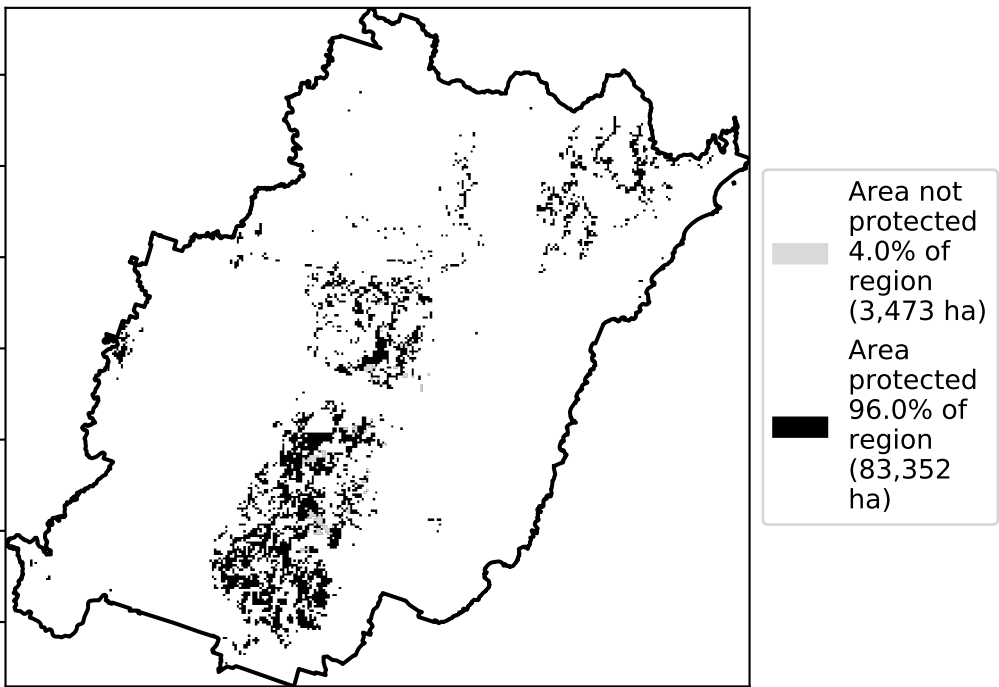 Area not
protected
4.0% of
region
(3,473 ha)
Area
protected
96.0% of
region
(83,352
ha)